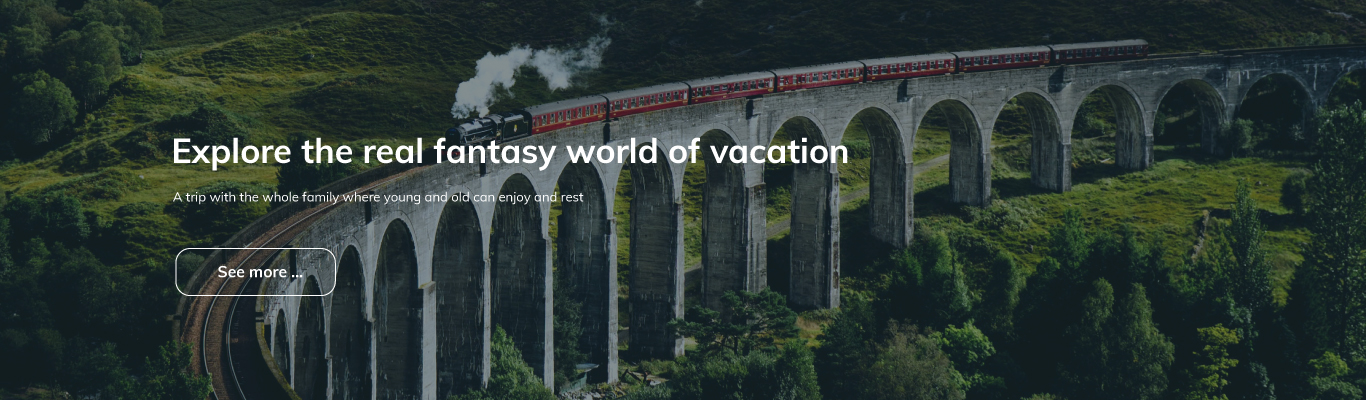 Explore the real fantasy world of vacation
A trip with the whole family where young and old can enjoy and rest
See more ...